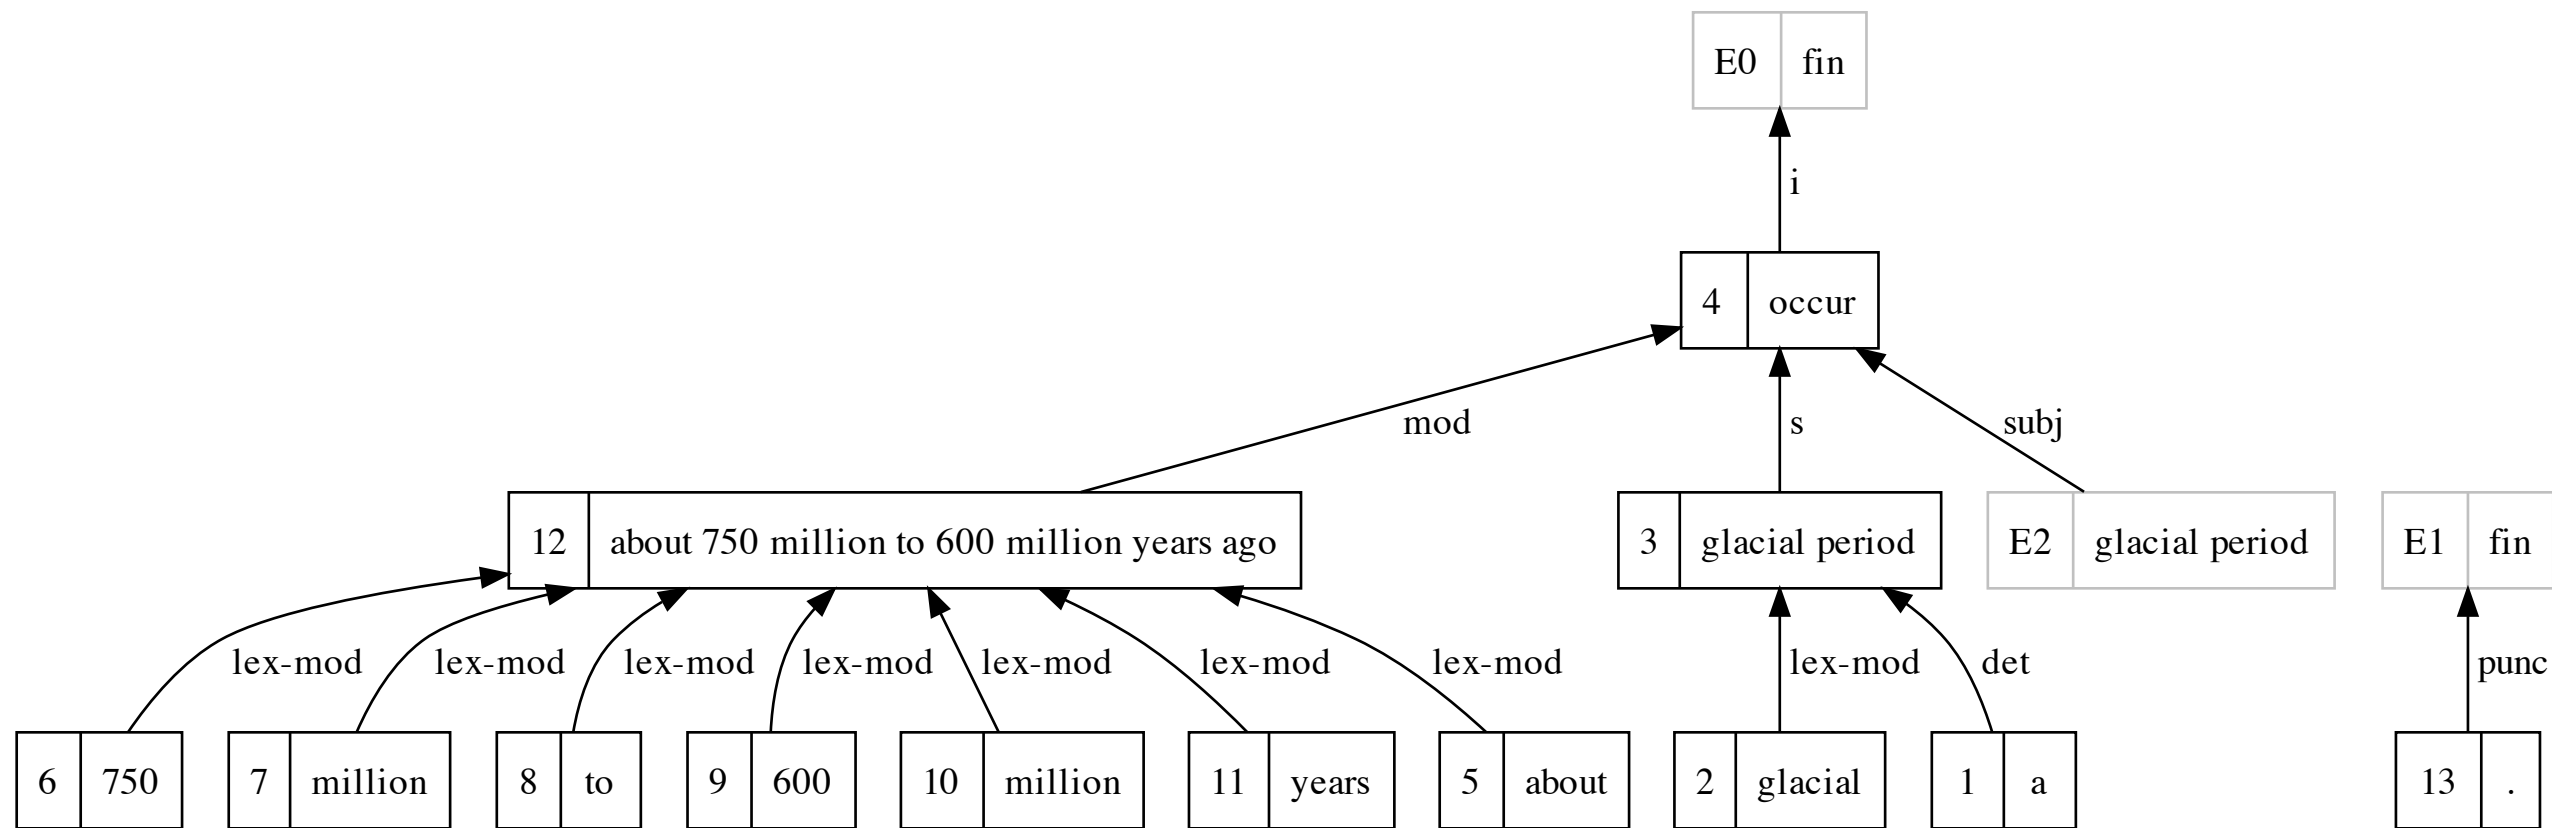 E0 fin
i
4 occur
mod s subj
12 about 750 million to 600 million years ago 3 glacial period E2 glacial period E1 fin
lex-mod lex-mod lex-mod lex-mod lex-mod lex-mod lex-mod lex-mod det punc
6 750 7 million 8 to 9 600 10 million 11 years 5 about 2 glacial 1 a 13 .